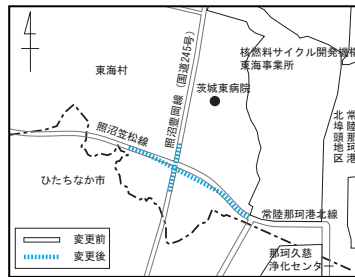 核燃料サイクル開発機構
東海事業所
東海村
照沼豊岡線（国道245号）
茨城東病院
常陸那珂港
北埠頭地区
照沼笠松線
ひたちなか市
常陸那珂港北線
変更前
変更後
那珂久慈
浄化センター